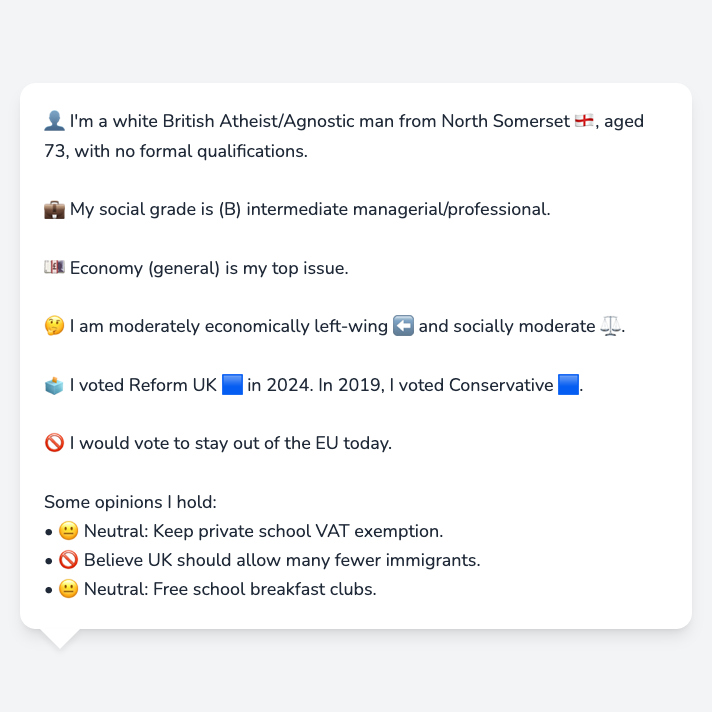 👤 I'm a white British Atheist/Agnostic man from North Somerset 🏴󠁧󠁢󠁥󠁮󠁧󠁿, aged
73, with no formal qualifications.
💼 My social grade is (B) intermediate managerial/professional.
💷 Economy (general) is my top issue.
🤔 I am moderately economically left-wing ⬅️ and socially moderate ⚖️.
🗳️ I voted Reform UK 🟦 in 2024. In 2019, I voted Conservative 🟦.
🚫 I would vote to stay out of the EU today.
Some opinions I hold:
• 😐 Neutral: Keep private school VAT exemption.
• 🚫 Believe UK should allow many fewer immigrants.
• 😐 Neutral: Free school breakfast clubs.